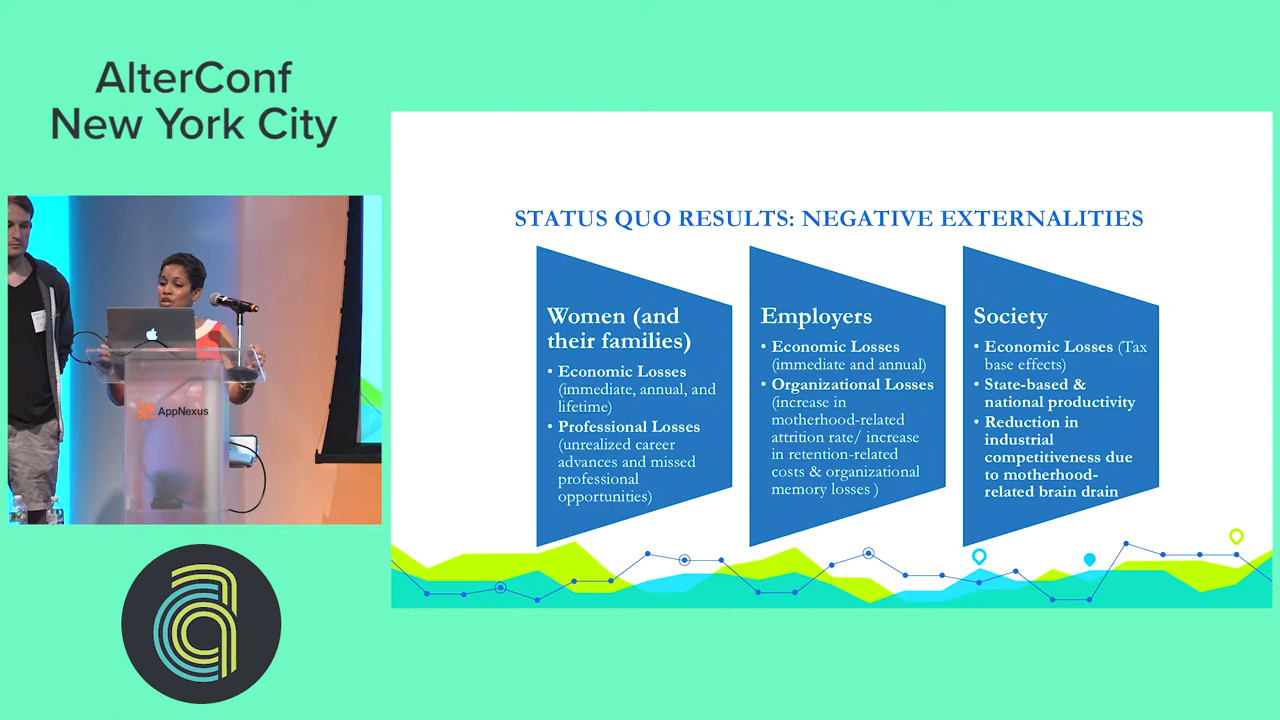 AlterConf
New York City
AppNexus
STATUS QUO RESULTS: NEGATIVE EXTERNALITIES
Women (and
their families)
• Economic Losses
(immediate, annual, and
lifetime)
• Professional Losses
(unrealized career
advances and missed
professional
opportunities)
Employers
• Economic Losses
(immediate and annual)
• Organizational Losses
(increase in
motherhood-related
attrition rate/ increase
in retention-related
costs & organizational
memory losses )
Society
• Economic Losses (Tax
base effects)
• State-based &
national productivity
• Reduction in
industrial
competitiveness due
to motherhood-
related brain drain